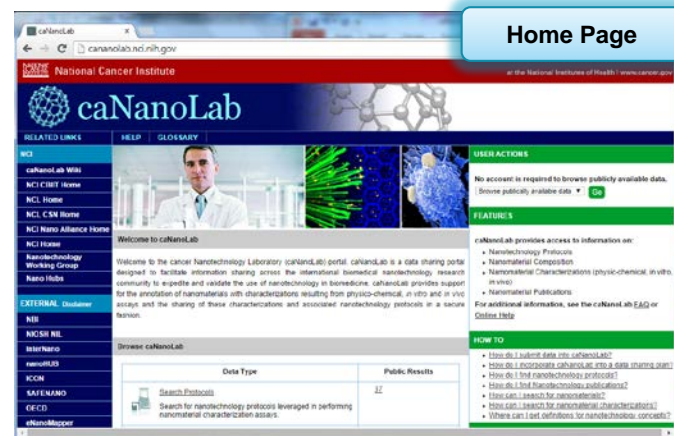 Home Page
caNanoLab
cananolab.nci.nih.gov
National Cancer Institute
at the National Institutes of Health | www.cancer.gov
caNanoLab
RELATED LINKS
HELP
GLOSSARY
NCI
caNanoLab Wiki
NCI CBIIT Home
NCL Home
NCI, CSN Home
NCI Nano Alliance Home
NCI Home
Nanotechnology
Working Group
Nano Hubs
EXTERNAL Disclaimer
NBI
NIOSH NIL
InterNano
nanoHUB
ICON
SAFENANO
OECD
eNanoMapper
Welcome to caNanoLab
Welcome to the cancer Nanotechnology Laboratory (caNanoLab) portal. caNanoLab is a data sharing portal
designed to facilitate information sharing across the international biomedical nanotechnology research
community to expedite and validate the use of nanotechnology in biomedicine. caNanoLab provides support
for the annotation of nanomaterials with characterizations resulting from physico-chemical, in vitro and in vivo
assays and the sharing of these characterizations and associated nanotechnology protocols in a secure
fashion.
Browse caNanoLab
Data Type
Public Results
Search Protocols
37
Search for nanotechnology protocols leveraged in performing
nanomaterial characterization assays.
USER ACTIONS
No account is required to browse publicly available data.
Browse publically available data
Go
FEATURES
caNanoLab provides access to information on:
Nanotechnology Protocols
Nanomaterial Composition
Nanomaterial Characterizations (physic-chemical, in vitro,
in vivo)
Nanomaterial Publications
For additional information, see the caNanoLab FAQ or
Online Help
HOW TO
How do I submit data into caNanoLab?
How do I incorporate caNanoLab into a data sharing plan?
How do I find nanotechnology protocols?
How do I find Nanotechnology publications?
How can I search for nanomaterials?
How can I search for nanomaterial characterizations?
Where can I get definitions for nanotechnology concepts?